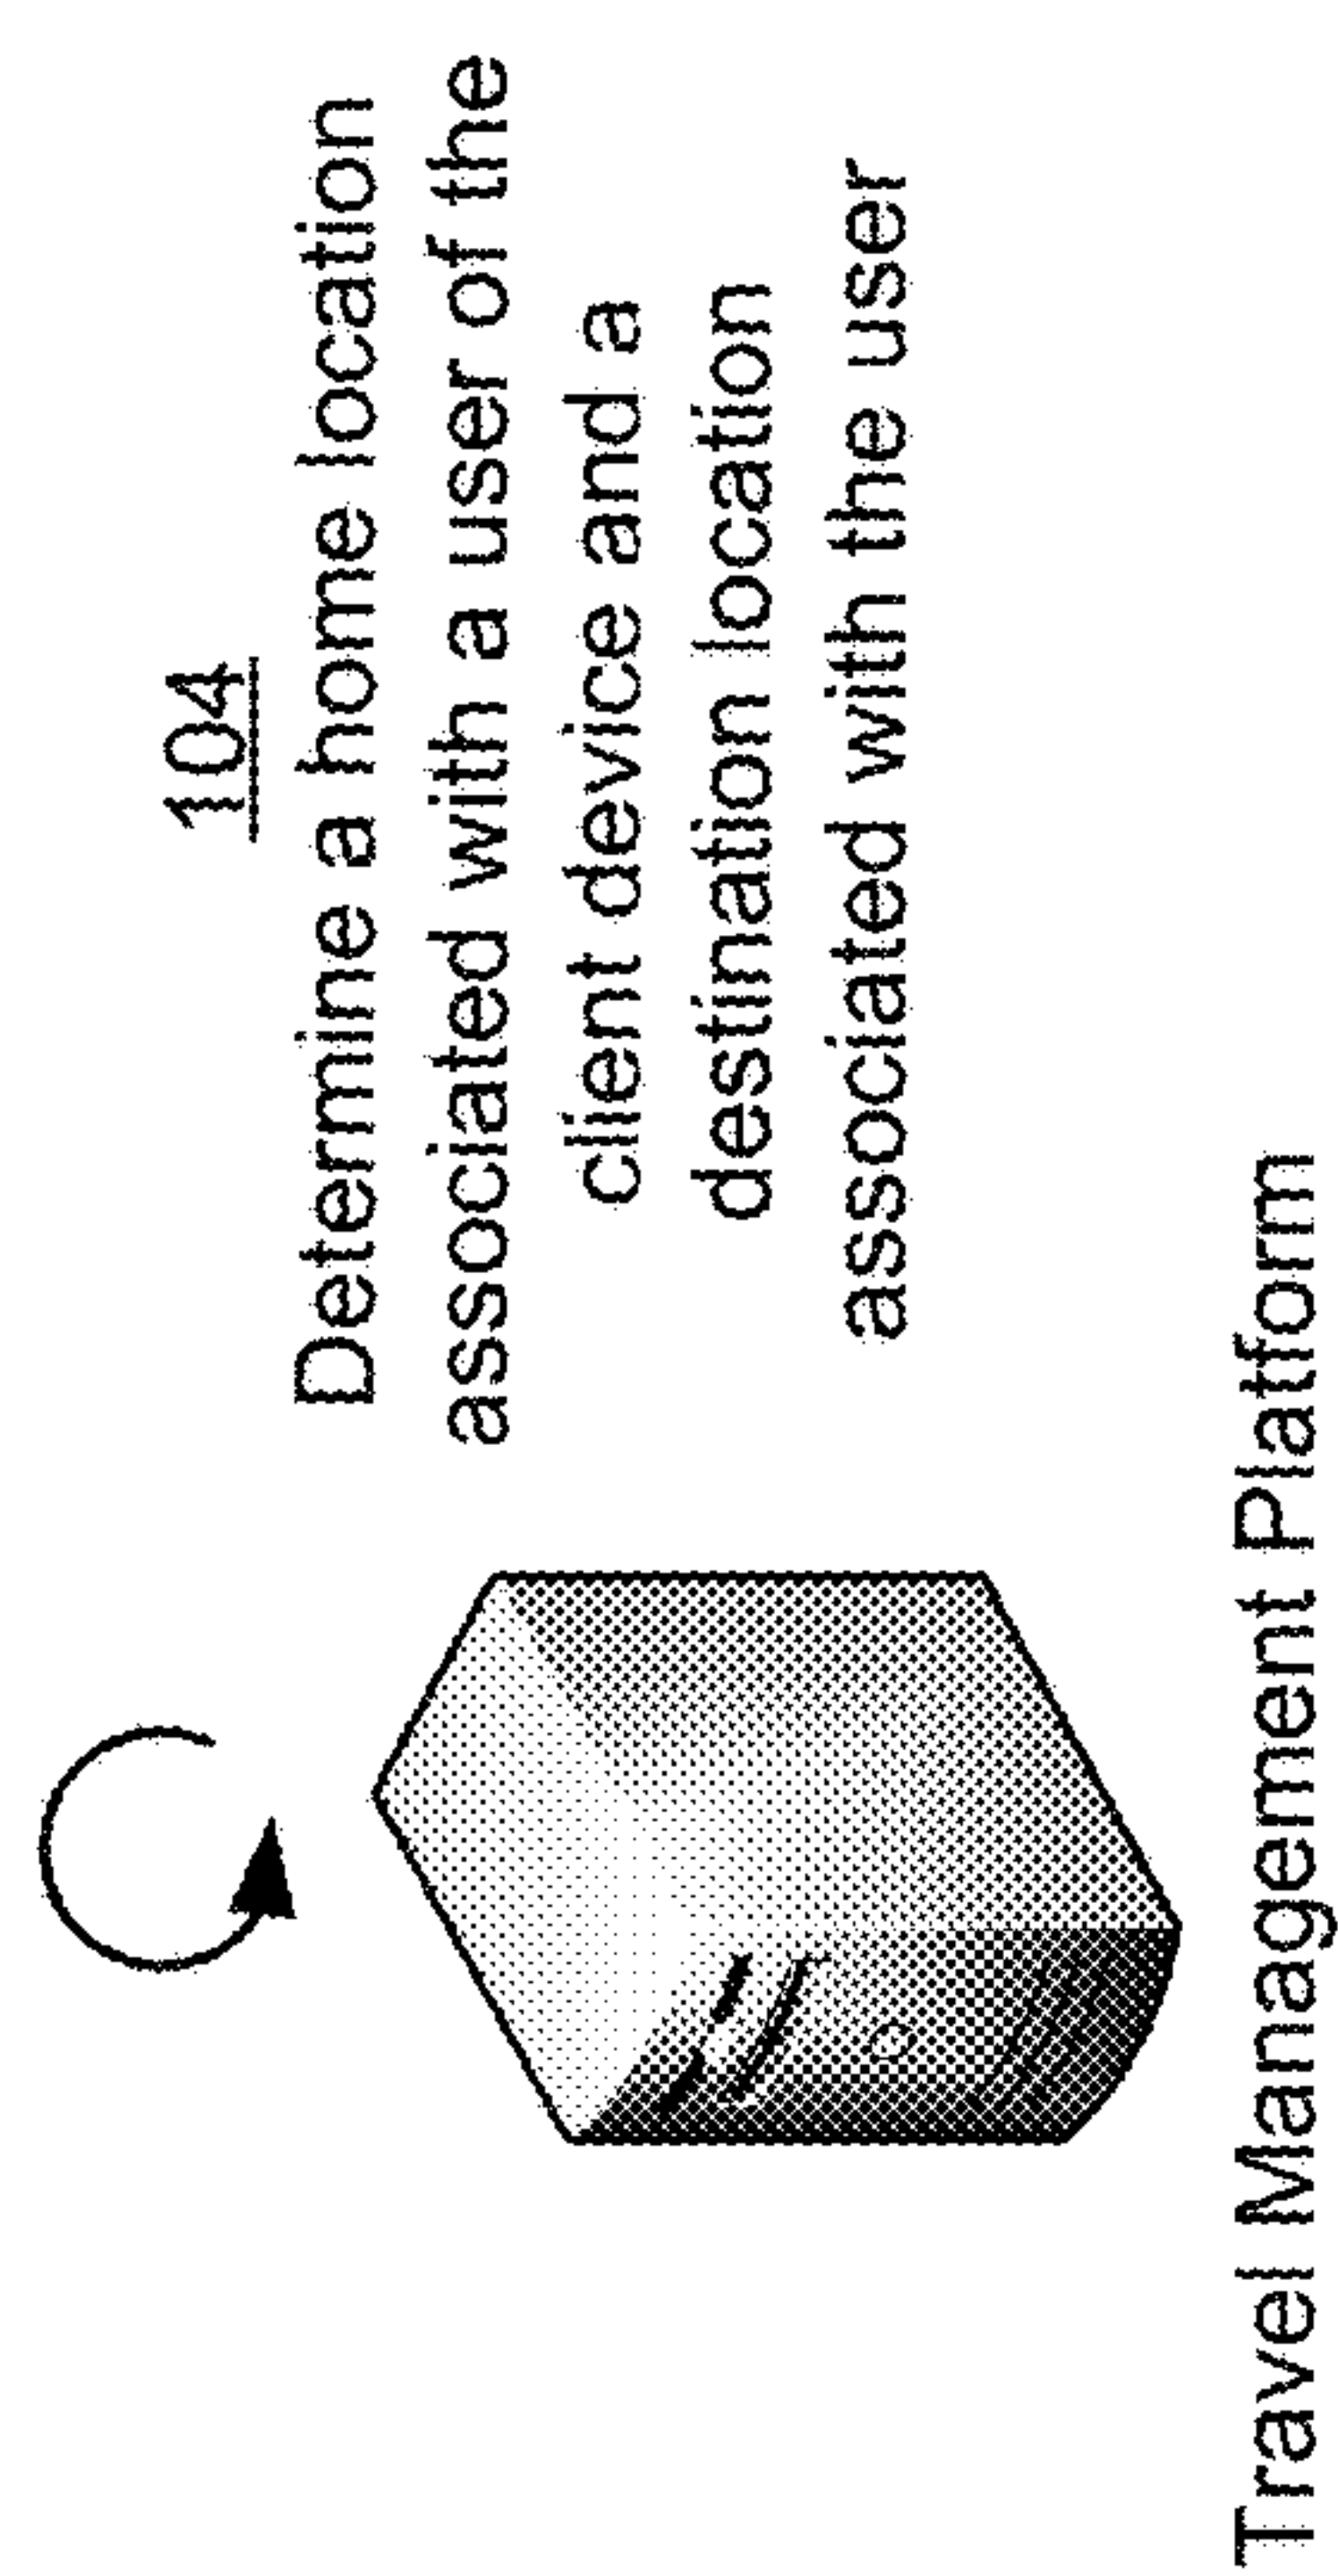 104
Determine a home location
associated with a user of the
client device and a
destination location
associated with the user
Travel Management Platform